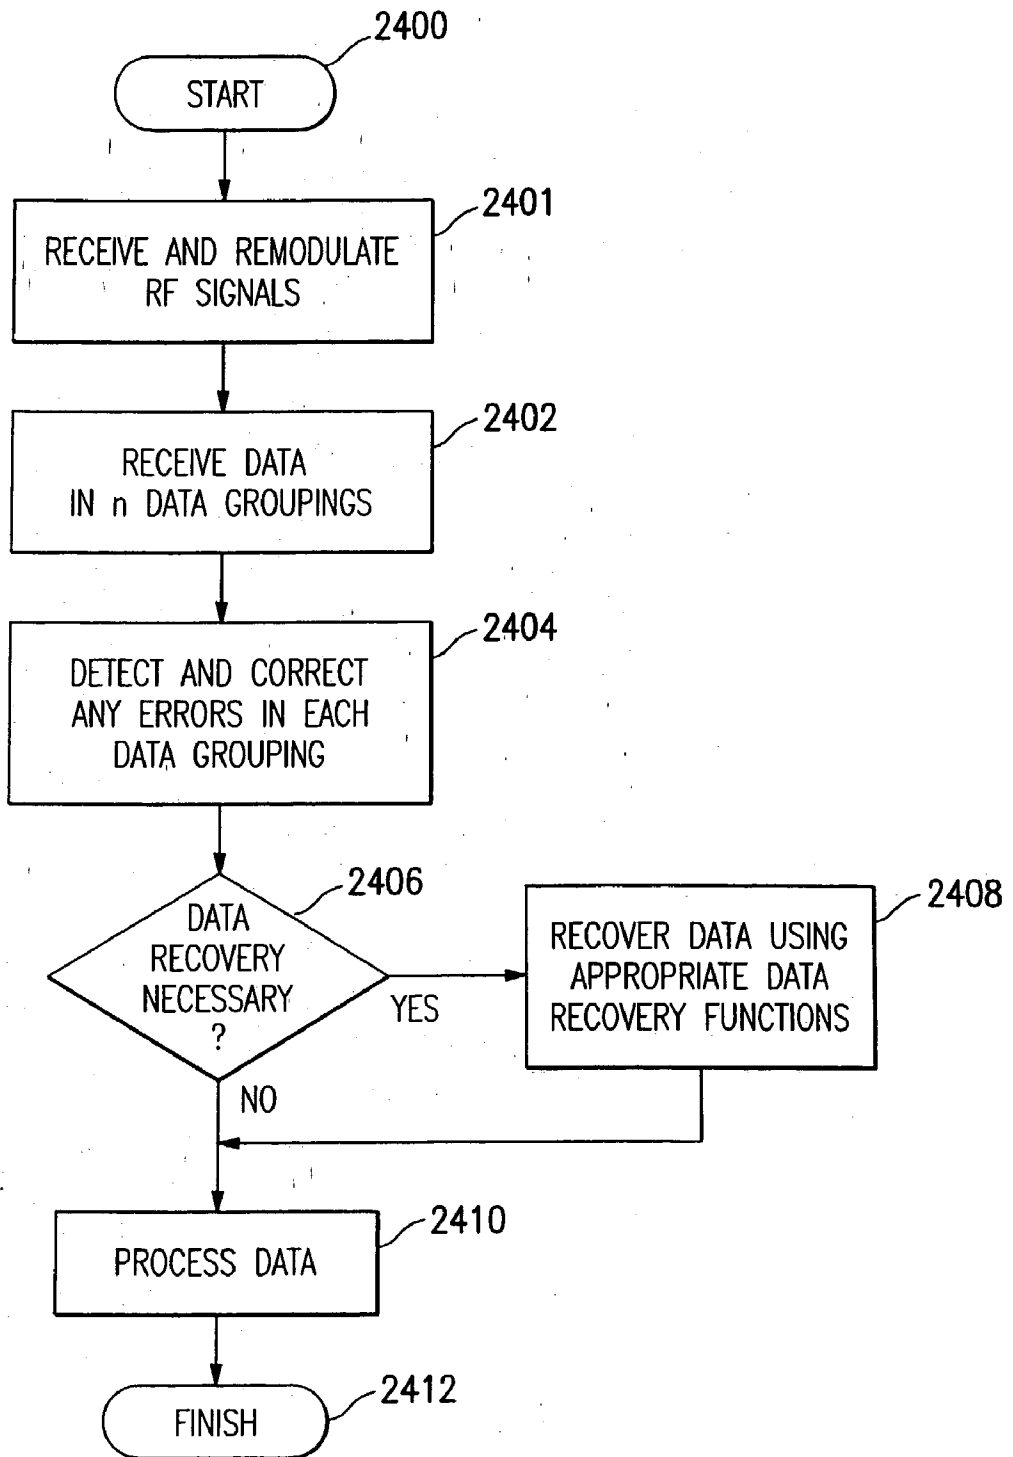 2400
START
2401
RECEIVE AND REMODULATE
RF SIGNALS
2402
RECEIVE DATA
IN n DATA GROUPINGS
2404
DETECT AND CORRECT
ANY ERRORS IN EACH
DATA GROUPING
2406
DATA
RECOVERY
NECESSARY
?
YES
NO
2408
RECOVER DATA USING
APPROPRIATE DATA
RECOVERY FUNCTIONS
2410
PROCESS DATA
2412
FINISH